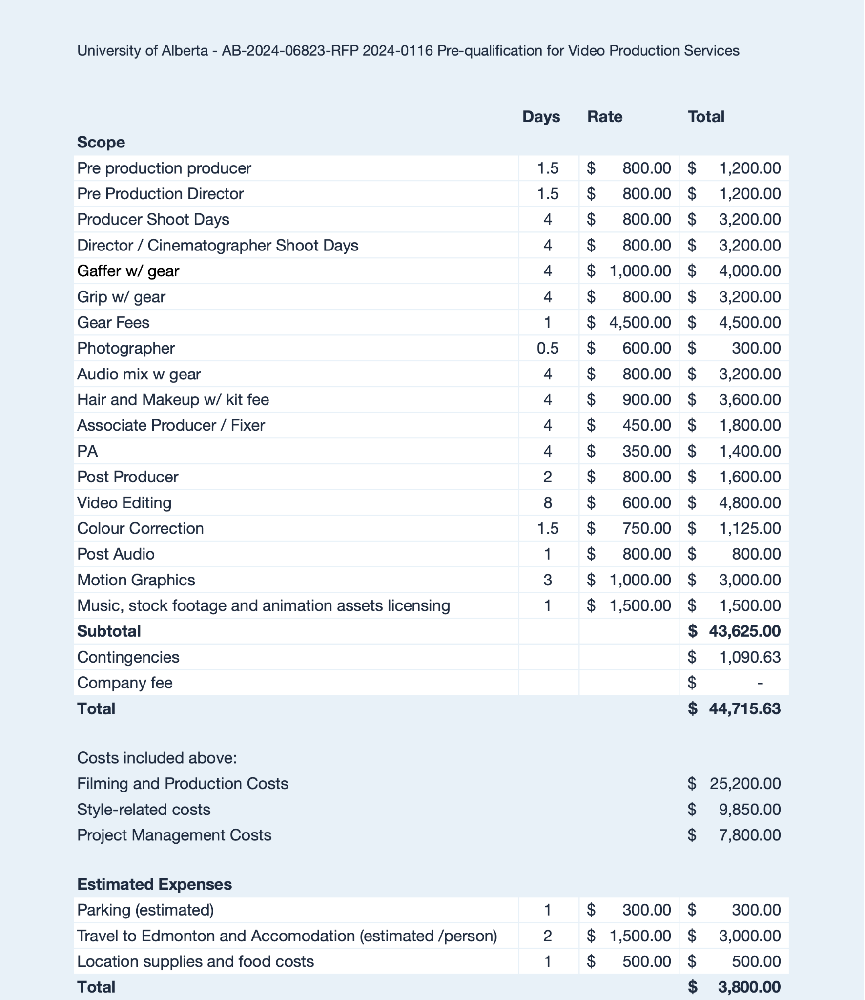 University of Alberta - AB-2024-06823-RFP 2024-0116 Pre-qualification for Video Production Services
Days Rate Total
Scope
Pre production producer 1.5 $ 800.00 $ 1,200.00
Pre Production Director 1.5 $ 800.00 $ 1,200.00
Producer Shoot Days 4 $ 800.00 $ 3,200.00
Director / Cinematographer Shoot Days 4 $ 800.00 $ 3,200.00
Gaffer w/ gear 4 $ 1,000.00 $ 4,000.00
Grip w/ gear 4 $ 800.00 $ 3,200.00
Gear Fees 1 $ 4,500.00 $ 4,500.00
Photographer 0.5 $ 600.00 $ 300.00
Audio mix w gear 4 $ 800.00 $ 3,200.00
Hair and Makeup w/ kit fee 4 $ 900.00 $ 3,600.00
Associate Producer / Fixer 4 $ 450.00 $ 1,800.00
PA 4 $ 350.00 $ 1,400.00
Post Producer 2 $ 800.00 $ 1,600.00
Video Editing 8 $ 600.00 $ 4,800.00
Colour Correction 1.5 $ 750.00 $ 1,125.00
Post Audio 1 $ 800.00 $ 800.00
Motion Graphics 3 $ 1,000.00 $ 3,000.00
Music, stock footage and animation assets licensing 1 $ 1,500.00 $ 1,500.00
Subtotal $ 43,625.00
Contingencies $ 1,090.63
Company fee $ -
Total $ 44,715.63
Costs included above:
Filming and Production Costs $ 25,200.00
Style-related costs $ 9,850.00
Project Management Costs $ 7,800.00
Estimated Expenses
Parking (estimated) 1 $ 300.00 $ 300.00
Travel to Edmonton and Accomodation (estimated /person) 2 $ 1,500.00 $ 3,000.00
Location supplies and food costs 1 $ 500.00 $ 500.00
Total $ 3,800.00